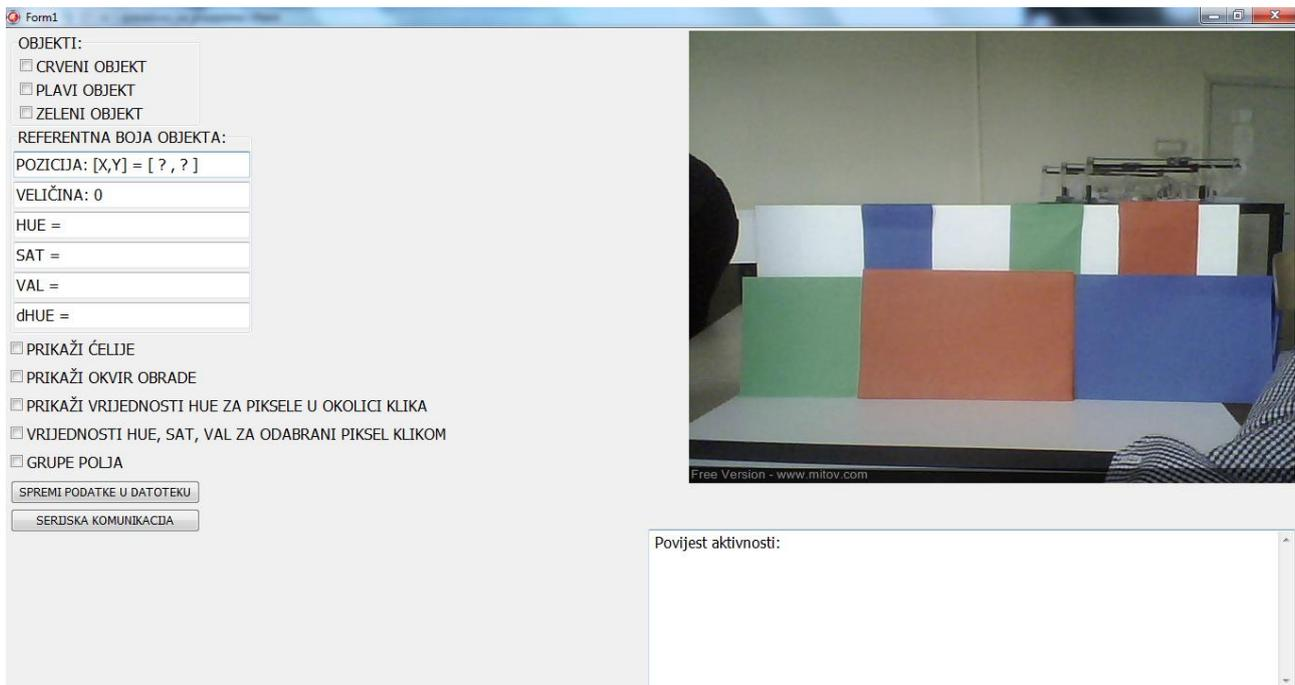 Form1
OBJEKTI:
CRVENI OBJEKT
PLAVI OBJEKT
ZELENI OBJEKT
REFERENTNA BOJA OBJEKTA:
POZICIJA: [X,Y] = [ ? , ? ]
VELIČINA: 0
HUE =
SAT =
VAL =
dHUE =
PRIKAŽI ĆELIJE
PRIKAŽI OKVIR OBRADE
PRIKAŽI VRIJEDNOSTI HUE ZA PIKSELE U OKOLICI KLIKA
VRIJEDNOSTI HUE, SAT, VAL ZA ODABRANI PIKSEL KLIKOM
GRUPE POLJA
SPREMI PODATKE U DATOTEKU
SERIJSKA KOMUNIKACIJA
Free Version - www.mitov.com
Povijest aktivnosti: